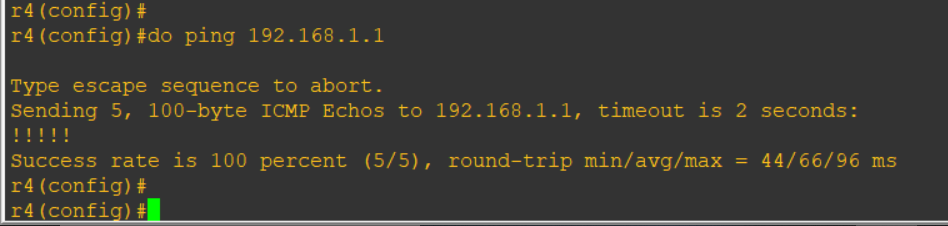 r4(config)#
r4(config)#do ping 192.168.1.1
Type escape sequence to abort.
Sending 5, 100-byte ICMP Echos to 192.168.1.1, timeout is 2 seconds:
!!!!!
Success rate is 100 percent (5/5), round-trip min/avg/max = 44/66/96 ms
r4(config)#
r4(config)#